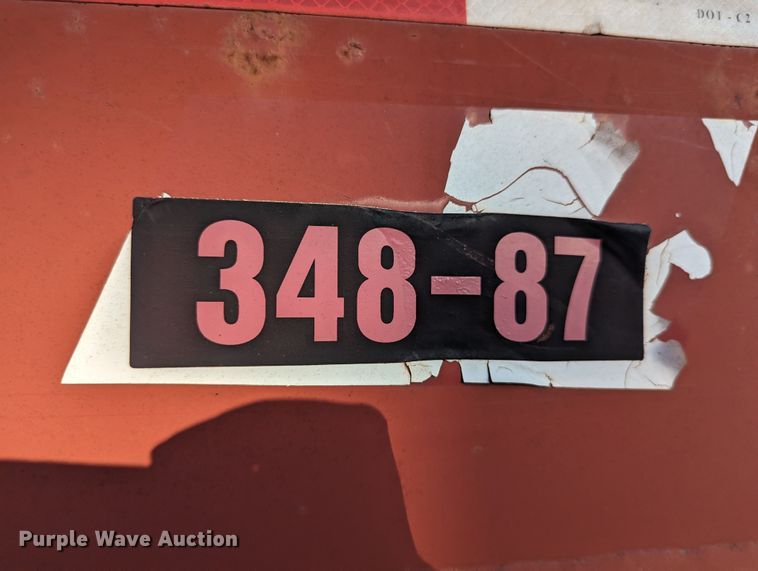 DOT - C2
348-87
Purple Wave Auction